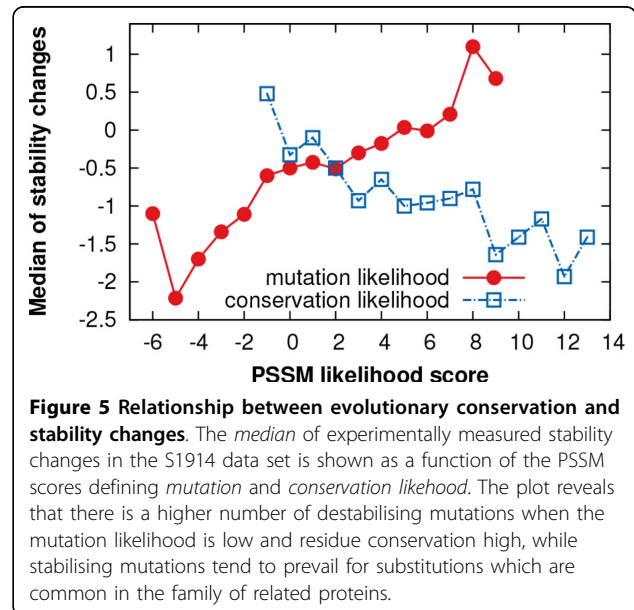 Median of stability changes
1
0.5
0
-0.5
-1
-1.5
-2
-2.5
mutation likelihood
conservation likelihood
-6 -4 -2 0 2 4 6 8 10 12 14
PSSM likelihood score
Figure 5 Relationship between evolutionary conservation and
stability changes. The median of experimentally measured stability
changes in the S1914 data set is shown as a function of the PSSM
scores defining mutation and conservation likehood. The plot reveals
that there is a higher number of destabilising mutations when the
mutation likelihood is low and residue conservation high, while
stabilising mutations tend to prevail for substitutions which are
common in the family of related proteins.